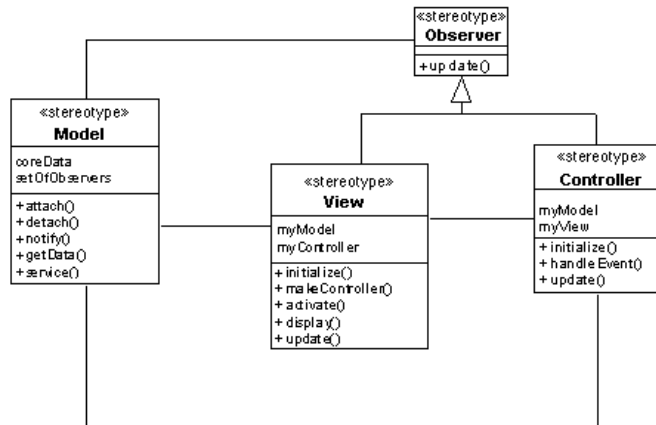 «stereotype»
Observer
+update()
«stereotype»
Model
coreData
setOfObservers
+attach()
+detach()
+notify()
+getData()
+service()
«stereotype»
View
myModel
myController
+initialize()
+makeController()
+activate()
+display()
+update()
«stereotype»
Controller
myModel
myView
+initialize()
+handleEvent()
+update()